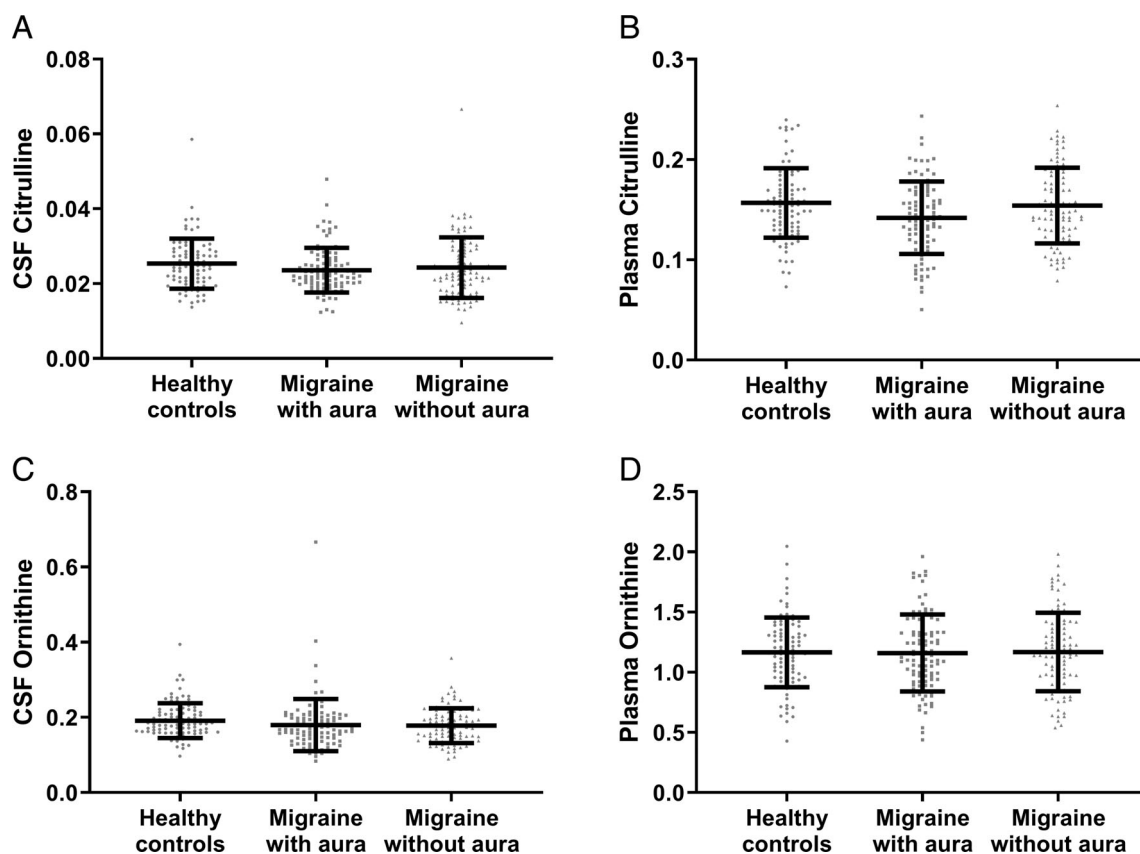 A
CSF Citrulline
0.08
0.06
0.04
0.02
0.00
Healthy
controls
Migraine
with aura
Migraine
without aura
B
Plasma Citrulline
0.3
0.2
0.1
0.0
Healthy
controls
Migraine
with aura
Migraine
without aura
C
CSF Ornithine
0.8
0.6
0.4
0.2
0.0
Healthy
controls
Migraine
with aura
Migraine
without aura
D
Plasma Ornithine
2.5
2.0
1.5
1.0
0.5
0.0
Healthy
controls
Migraine
with aura
Migraine
without aura